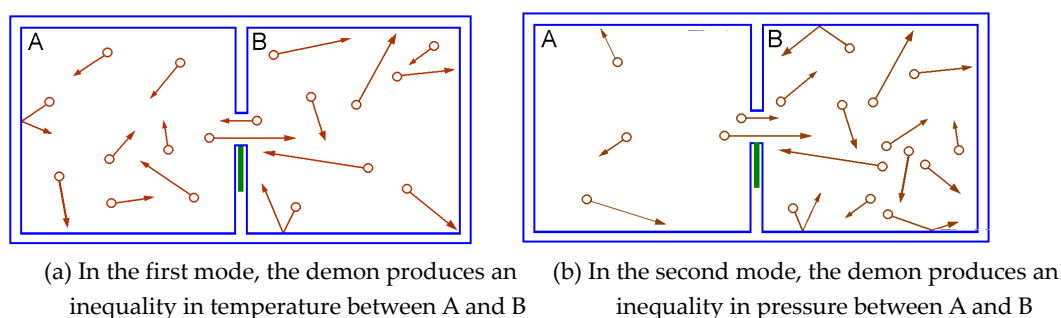 A
B
A
B
(a) In the first mode, the demon produces an
inequality in temperature between A and B
(b) In the second mode, the demon produces an
inequality in pressure between A and B